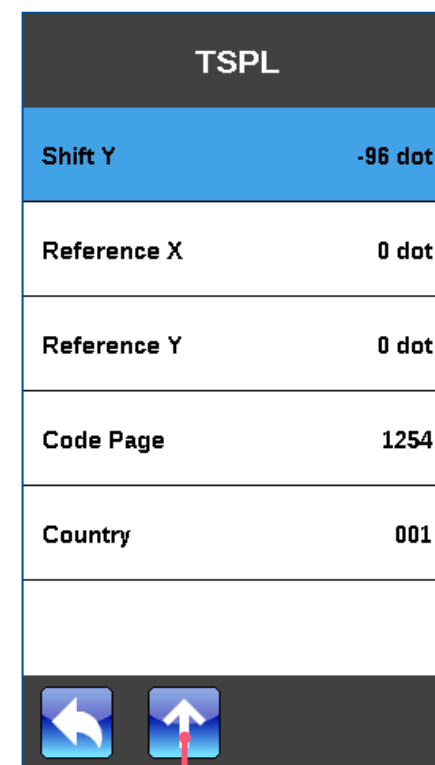 TSPL
Shift Y -96 dot
Reference X 0 dot
Reference Y 0 dot
Code Page 1254
Country 001